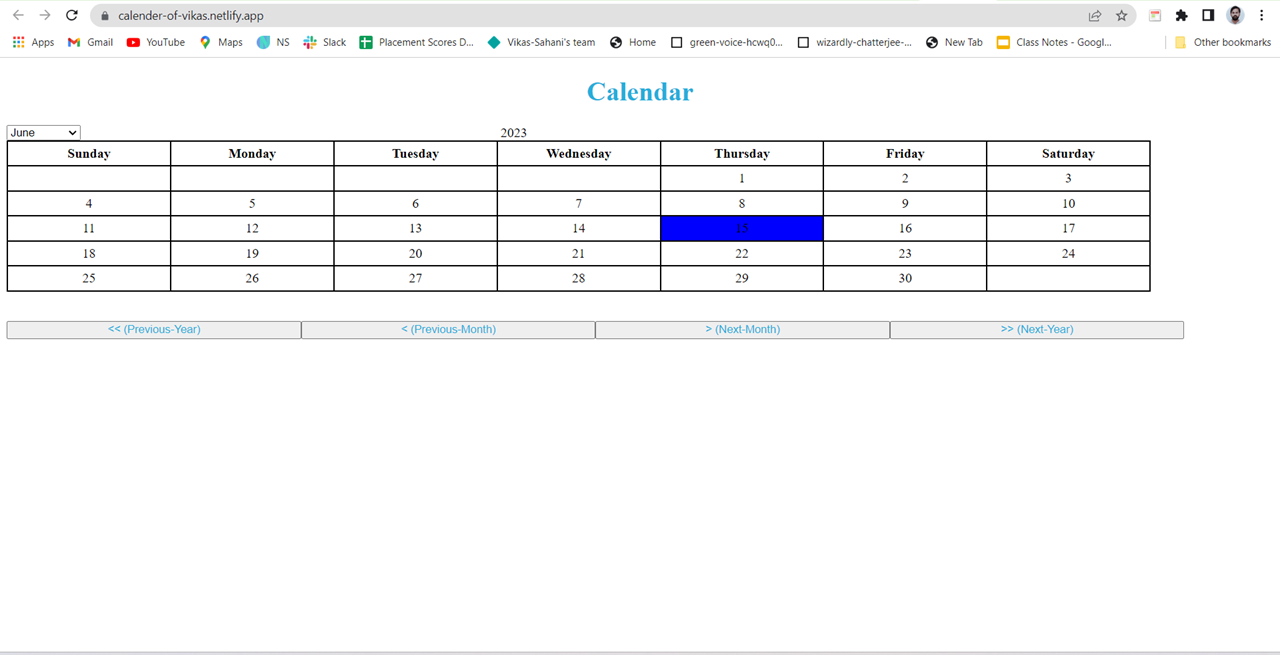 calender-of-vikas.netlify.app
Apps Gmail YouTube Maps NS Slack Placement Scores D... Vikas-Sahani's team Home green-voice-hcwq0... wizardly-chatterjee-... New Tab Class Notes - Googl... Other bookmarks
Calendar
June 2023
Sunday Monday Tuesday Wednesday Thursday Friday Saturday
1 2 3
4 5 6 7 8 9 10
11 12 13 14 15 16 17
18 19 20 21 22 23 24
25 26 27 28 29 30
<< (Previous-Year) < (Previous-Month) > (Next-Month) >> (Next-Year)